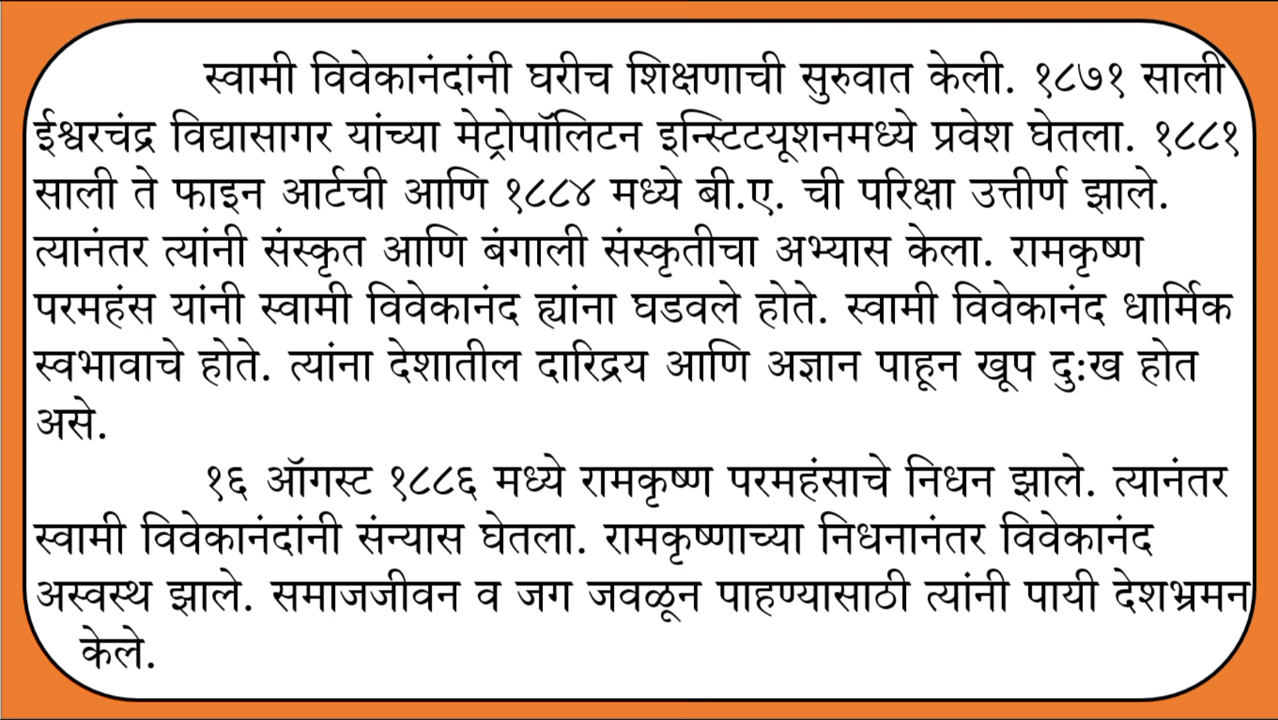 स्वामी विवेकानंदांनी घरीच शिक्षणाची सुरुवात केली. १८७१ साली
ईश्वरचंद्र विद्यासागर यांच्या मेट्रोपॉलिटन इन्स्टिटयूशनमध्ये प्रवेश घेतला. १८८१
साली ते फाइन आर्टची आणि १८८४ मध्ये बी.ए. ची परिक्षा उत्तीर्ण झाले.
त्यानंतर त्यांनी संस्कृत आणि बंगाली संस्कृतीचा अभ्यास केला. रामकृष्ण
परमहंस यांनी स्वामी विवेकानंद ह्यांना घडवले होते. स्वामी विवेकानंद धार्मिक
स्वभावाचे होते. त्यांना देशातील दारिद्रय आणि अज्ञान पाहून खूप दुःख होत
असे.
१६ ऑगस्ट १८८६ मध्ये रामकृष्ण परमहंसाचे निधन झाले. त्यानंतर
स्वामी विवेकानंदांनी संन्यास घेतला. रामकृष्णाच्या निधनानंतर विवेकानंद
अस्वस्थ झाले. समाजजीवन व जग जवळून पाहण्यासाठी त्यांनी पायी देशभ्रमन
केले.